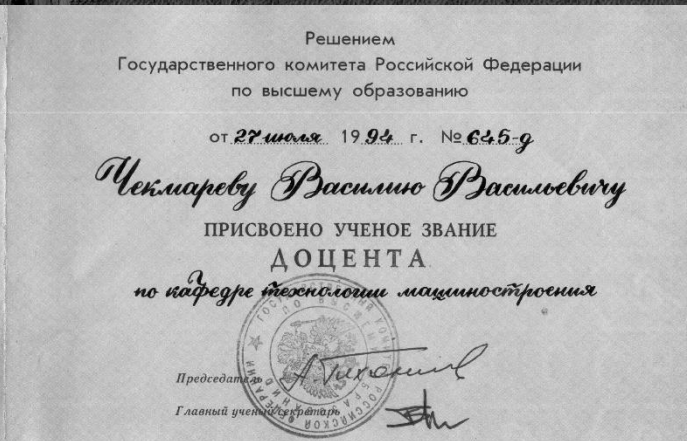 Решением
Государственного комитета Российской Федерации
по высшему образованию
от 27 июля 1994 г. № 645-д
Чекмареву Василию Васильевичу
ПРИСВОЕНО УЧЕНОЕ ЗВАНИЕ
ДОЦЕНТА
по кафедре технологии машиностроения
Председатель
Главный ученый секретарь